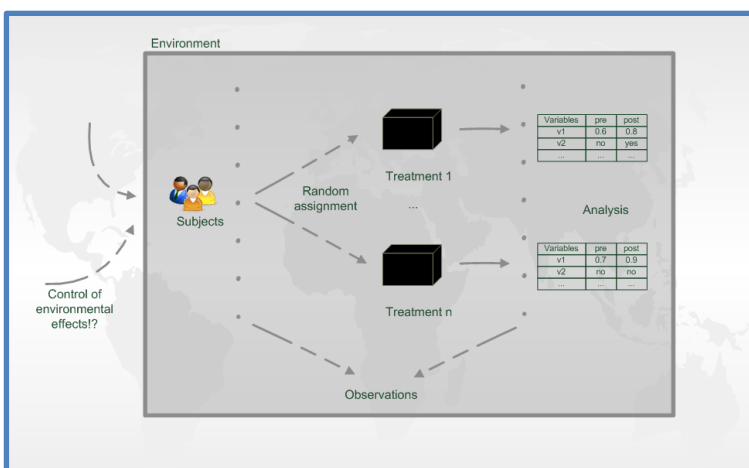 Environment
Subjects
Random
assignment
Treatment 1
...
Treatment n
Variables pre post
v1 0.6 0.8
v2 no yes
... ... ...
Analysis
Variables pre post
v1 0.7 0.9
v2 no no
... ... ...
Control of
environmental
effects!?
Observations